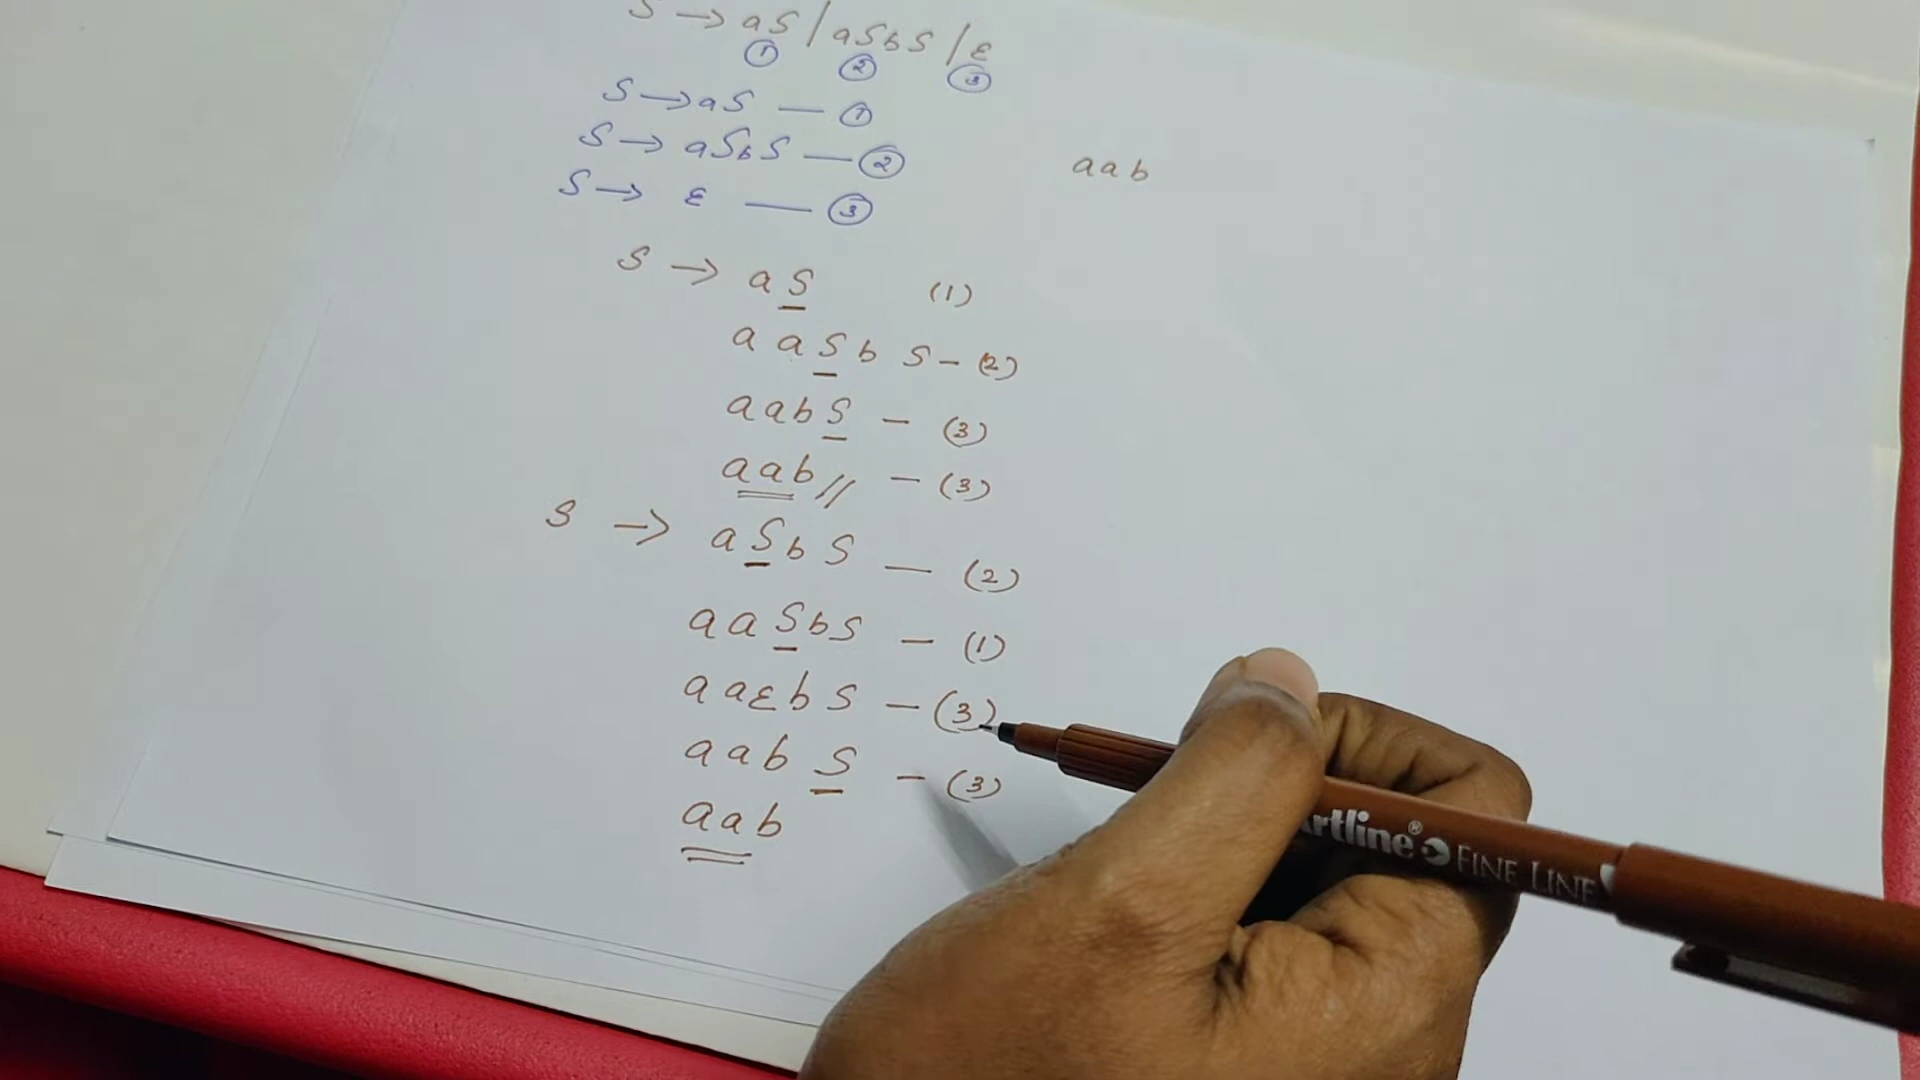 S → aS / aSbS / ε
① ② ③
S → aS — ①
S → aSbS — ②
S → ε — ③
aab
S → aS (1)
aaSbS – (2)
aabS – (3)
aab // – (3)
S → aSbS — (2)
aaSbS – (1)
aaεbS – (3)
aabS – (3)
aab
artline® FINE LINE